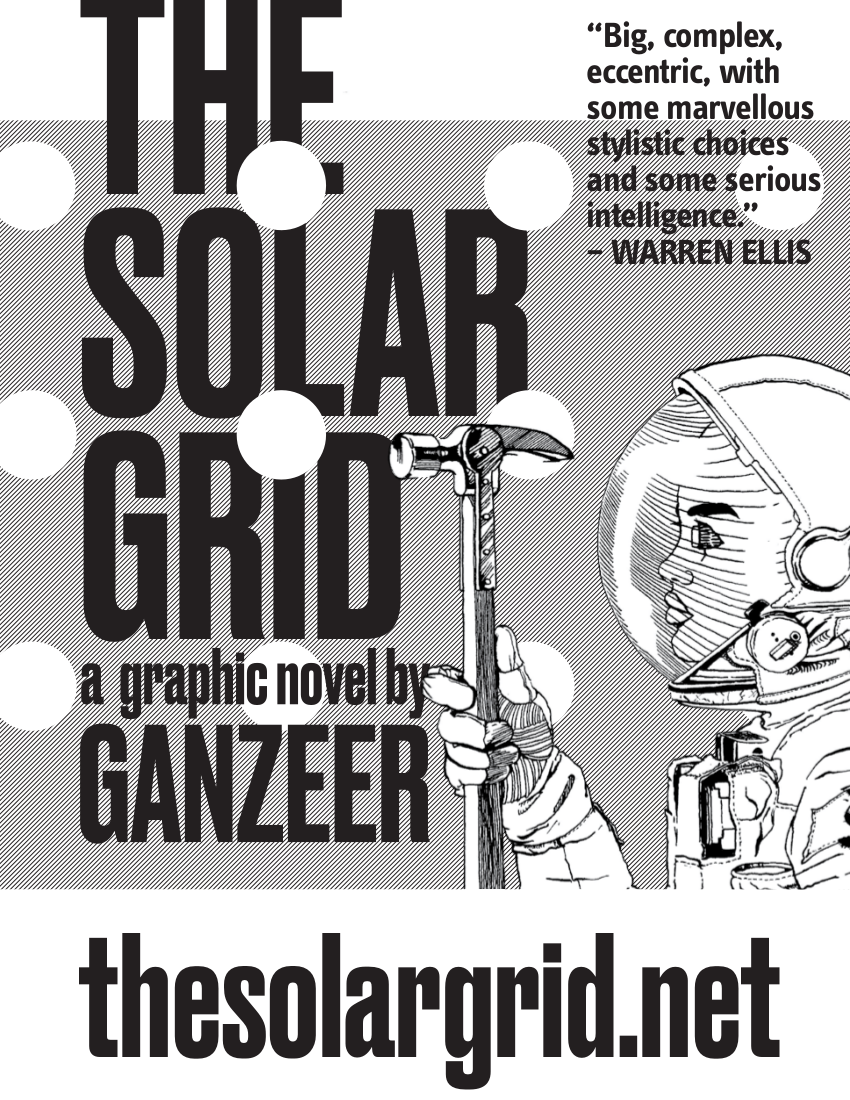 THE
SOLAR
GRID
a graphic novel by
GANZEER
“Big, complex,
eccentric, with
some marvellous
stylistic choices
and some serious
intelligence.”
– WARREN ELLIS
thesolargrid.net